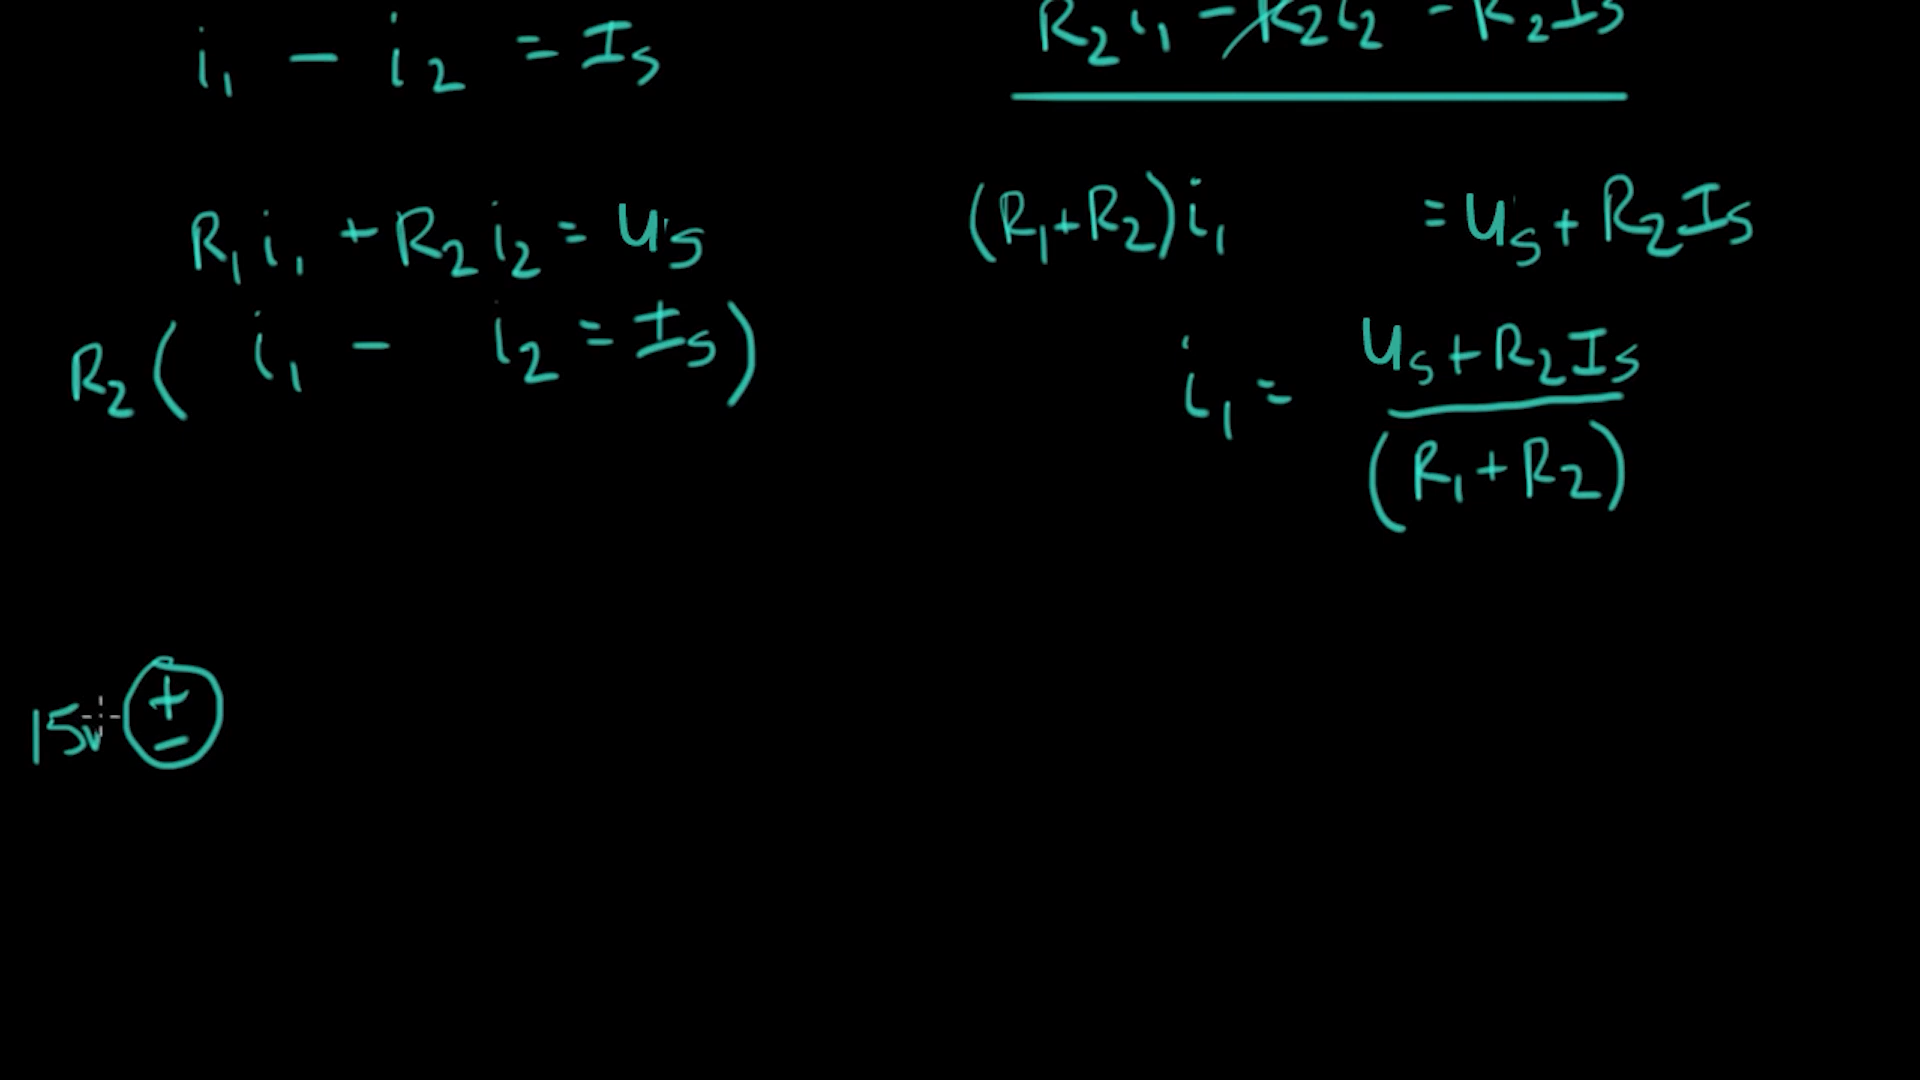 i₁ - i₂ = Is
R₂i₁ - R₂i₂ = R₂Is
R₁i₁ + R₂i₂ = us
(R₁+R₂)i₁ = us + R₂Is
R₂( i₁ - i₂ = Is)
i₁ = us + R₂Is
(R₁+R₂)
15v + -